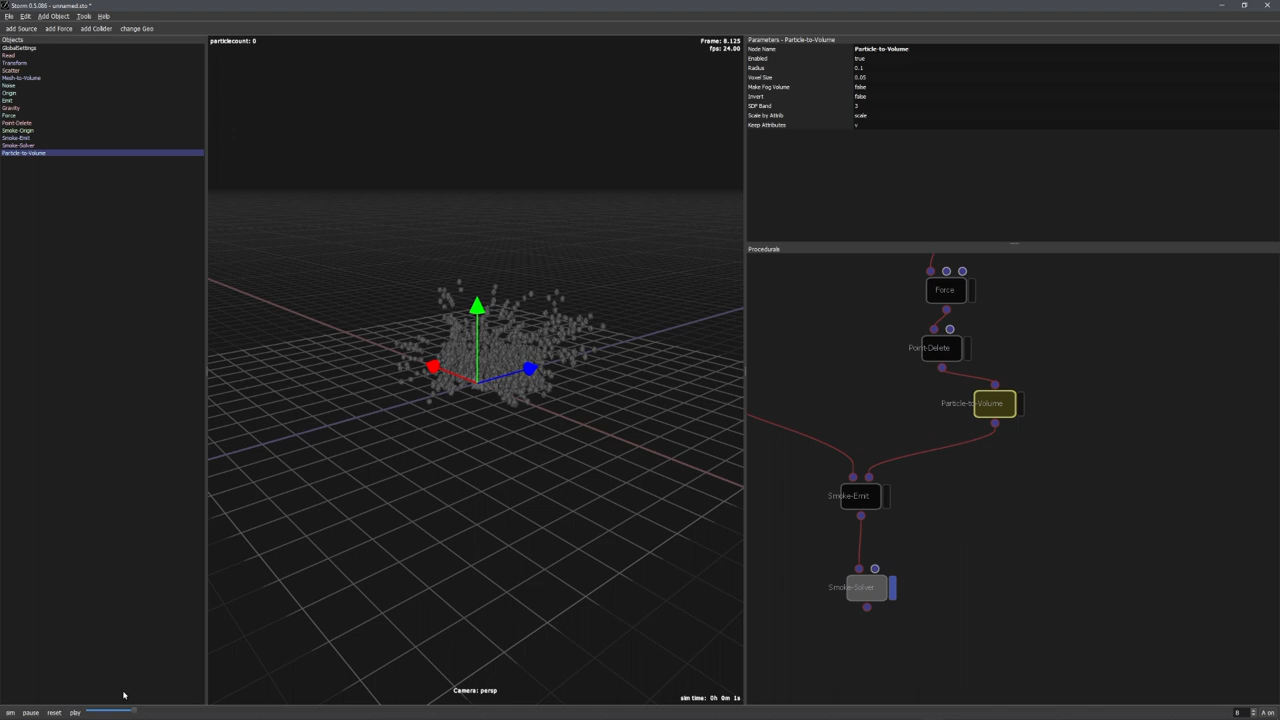 Storm 0.5.086 - unnamed.sto *
File Edit Add Object Tools Help
add Source add Force add Collider change Geo
Objects
GlobalSettings
Read
Transform
Scatter
Mesh-to-Volume
Noise
Origin
Emit
Gravity
Force
Point-Delete
Smoke-Origin
Smoke-Emit
Smoke-Solver
Particle-to-Volume
particlecount: 0
Frame: 8.125
fps: 24.00
Camera: persp
sim time: 0h 0m 1s
Parameters - Particle-to-Volume
Node Name Particle-to-Volume
Enabled true
Radius 0.1
Voxel Size 0.05
Make Fog Volume false
Invert false
SDF Band 3
Scale by Attrib scale
Keep Attributes v
Procedurals
Force
Point-Delete
Particle-to-Volume
Smoke-Emit
Smoke-Solver
sim pause reset play
8 A on